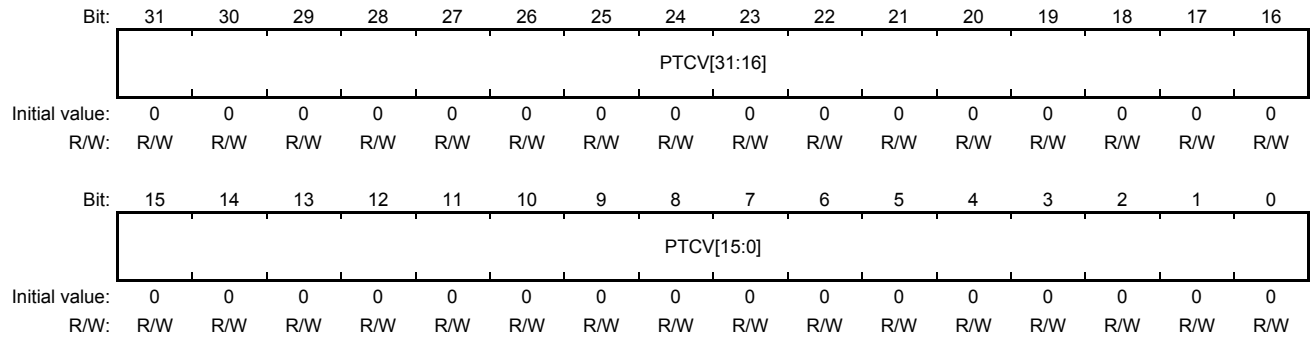 Bit: 31 30 29 28 27 26 25 24 23 22 21 20 19 18 17 16
PTCV[31:16]
Initial value: 0 0 0 0 0 0 0 0 0 0 0 0 0 0 0 0
R/W: R/W R/W R/W R/W R/W R/W R/W R/W R/W R/W R/W R/W R/W R/W R/W R/W
Bit: 15 14 13 12 11 10 9 8 7 6 5 4 3 2 1 0
PTCV[15:0]
Initial value: 0 0 0 0 0 0 0 0 0 0 0 0 0 0 0 0
R/W: R/W R/W R/W R/W R/W R/W R/W R/W R/W R/W R/W R/W R/W R/W R/W R/W